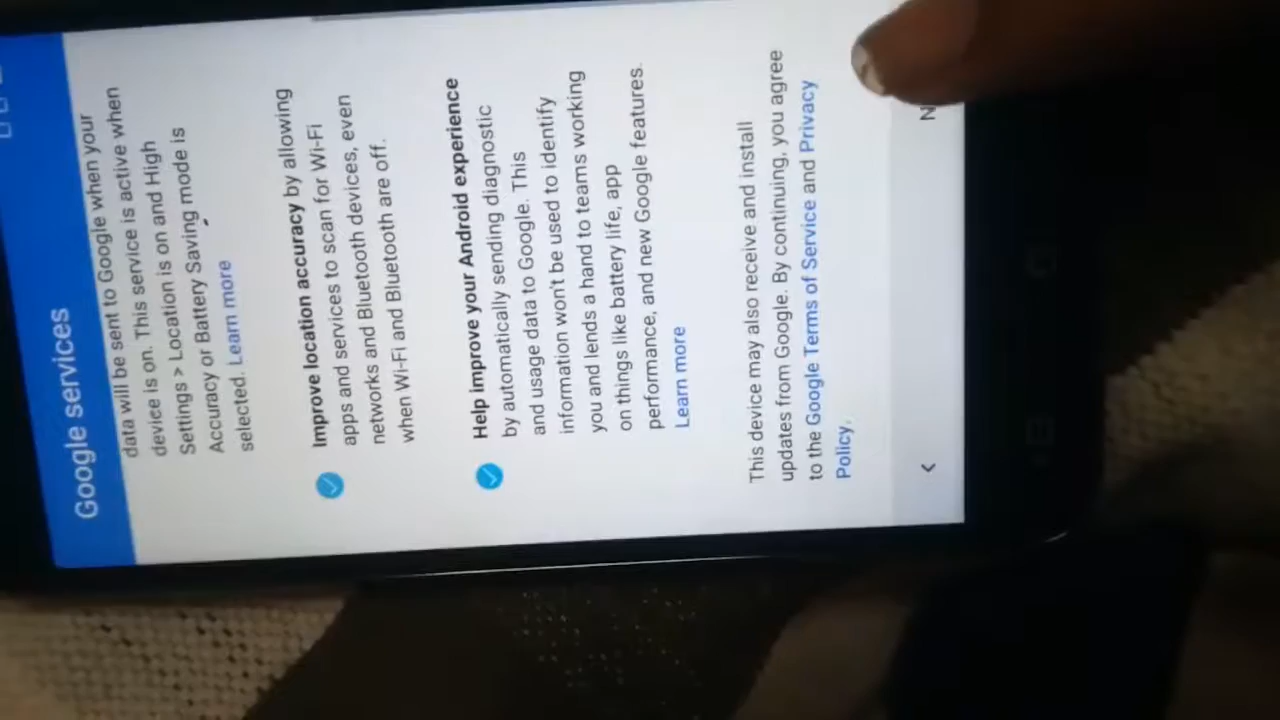 Google services
data will be sent to Google when your
device is on. This service is active when
Settings > Location is on and High
Accuracy or Battery Saving mode is
selected. Learn more
Improve location accuracy by allowing
apps and services to scan for Wi-Fi
networks and Bluetooth devices, even
when Wi-Fi and Bluetooth are off.
Help improve your Android experience
by automatically sending diagnostic
and usage data to Google. This
information won't be used to identify
you and lends a hand to teams working
on things like battery life, app
performance, and new Google features.
Learn more
This device may also receive and install
updates from Google. By continuing, you agree
to the Google Terms of Service and Privacy
Policy.